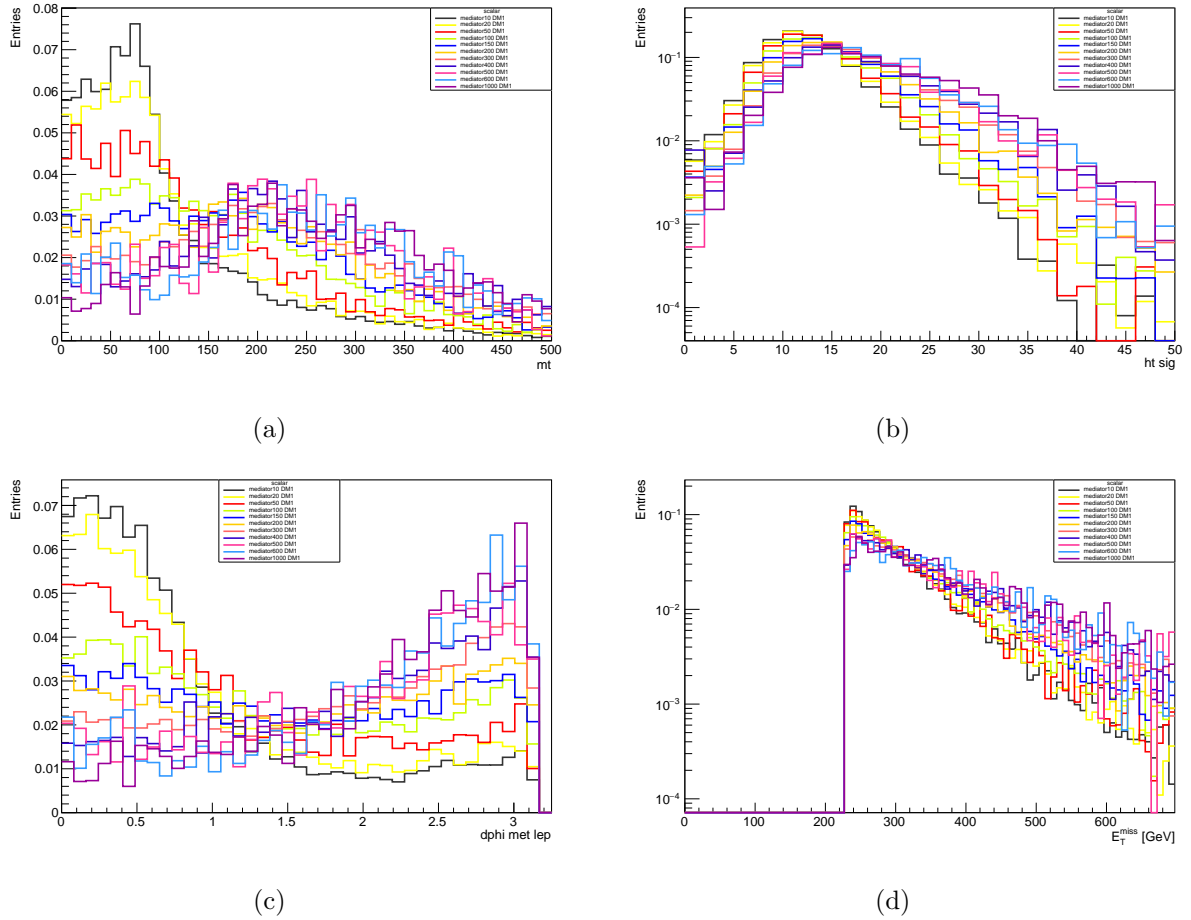 Entries
0.08
0.07
0.06
0.05
0.04
0.03
0.02
0.01
0
0 50 100 150 200 250 300 350 400 450 500
mt
scalar
mediator10 DM1
mediator20 DM1
mediator50 DM1
mediator100 DM1
mediator150 DM1
mediator200 DM1
mediator300 DM1
mediator400 DM1
mediator500 DM1
mediator600 DM1
mediator1000 DM1
(a)
Entries
10⁻¹
10⁻²
10⁻³
10⁻⁴
0 5 10 15 20 25 30 35 40 45 50
ht sig
scalar
mediator10 DM1
mediator20 DM1
mediator50 DM1
mediator100 DM1
mediator150 DM1
mediator200 DM1
mediator300 DM1
mediator400 DM1
mediator500 DM1
mediator600 DM1
mediator1000 DM1
(b)
Entries
0.07
0.06
0.05
0.04
0.03
0.02
0.01
0
0 0.5 1 1.5 2 2.5 3
dphi met lep
scalar
mediator10 DM1
mediator20 DM1
mediator50 DM1
mediator100 DM1
mediator150 DM1
mediator200 DM1
mediator300 DM1
mediator400 DM1
mediator500 DM1
mediator600 DM1
mediator1000 DM1
(c)
Entries
10⁻¹
10⁻²
10⁻³
10⁻⁴
0 100 200 300 400 500 600
E_T^miss [GeV]
scalar
mediator10 DM1
mediator20 DM1
mediator50 DM1
mediator100 DM1
mediator150 DM1
mediator200 DM1
mediator300 DM1
mediator400 DM1
mediator500 DM1
mediator600 DM1
mediator1000 DM1
(d)